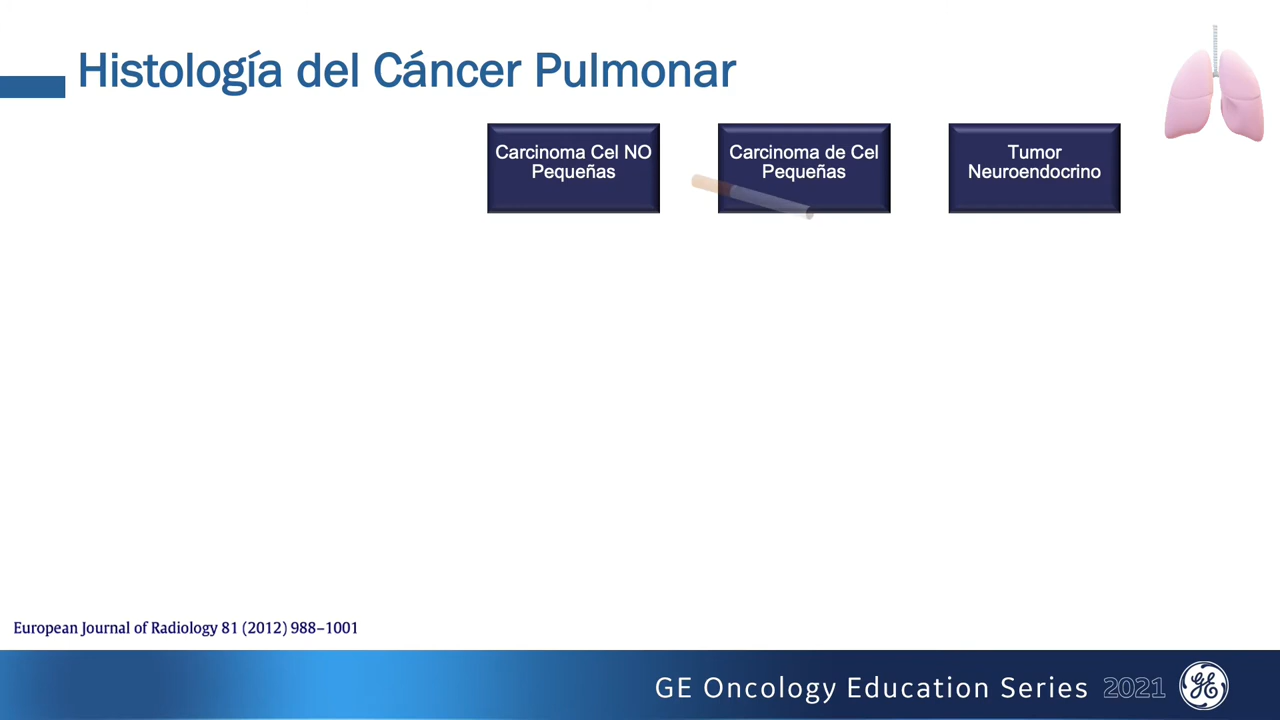 Histología del Cáncer Pulmonar
Carcinoma Cel NO
Pequeñas
Carcinoma de Cel
Pequeñas
Tumor
Neuroendocrino
European Journal of Radiology 81 (2012) 988–1001
GE Oncology Education Series 2021
GE